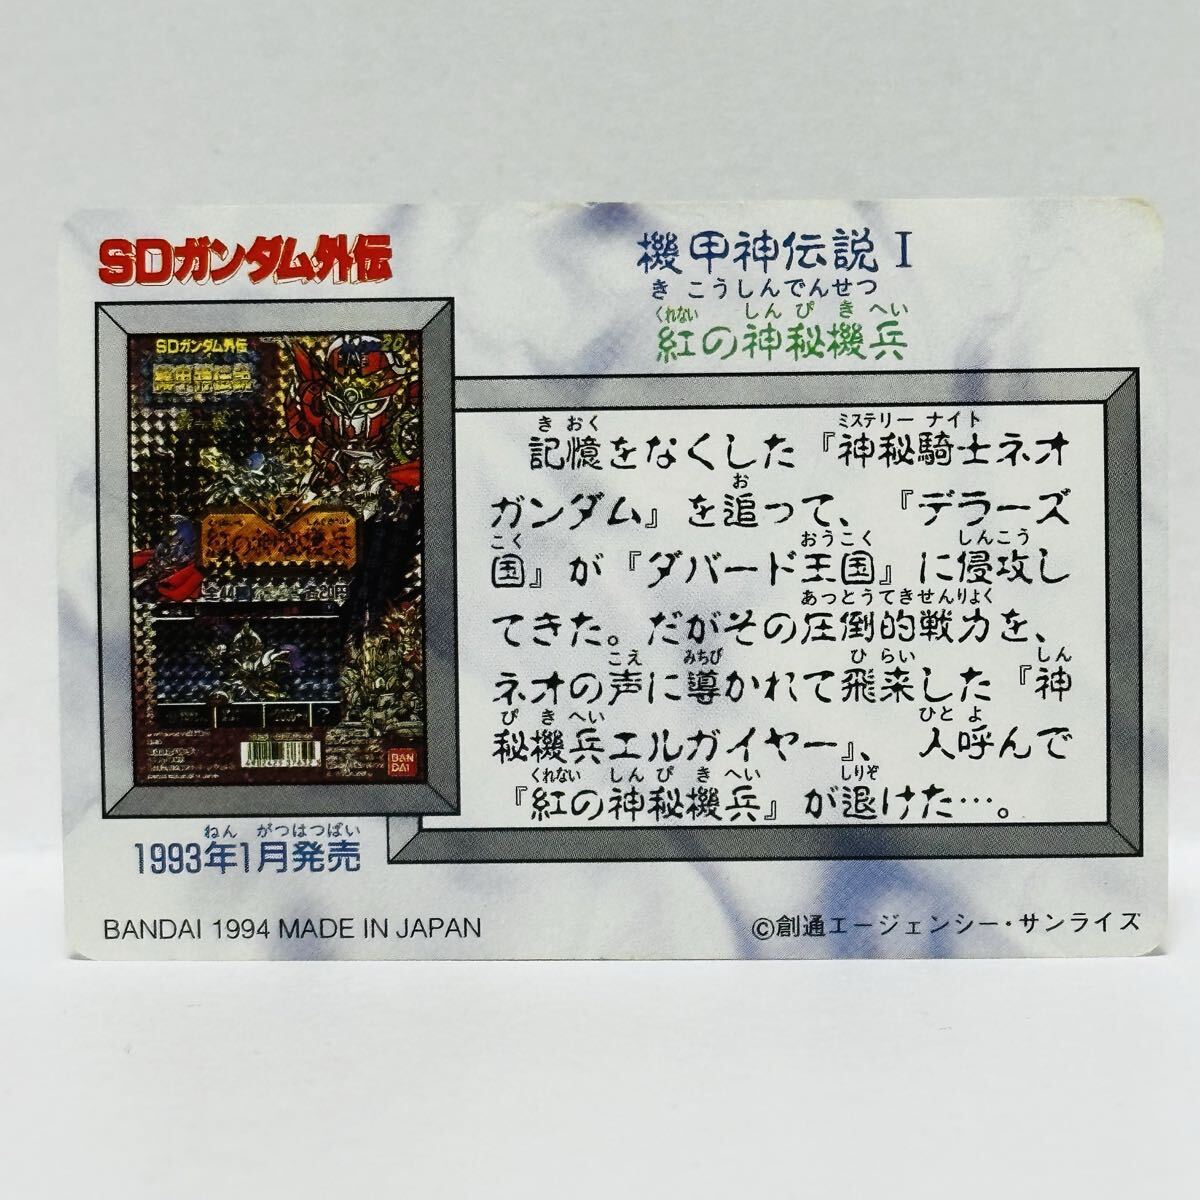 SDガンダム外伝
機甲神伝説 I
き こうしんでんせつ
くれない しんぴ き へい
紅の神秘機兵
SDガンダム外伝
機甲神伝説
紅の神秘機兵
BAN
DAI
ねん がつはつばい
1993年1月発売
き おく ミステリー ナイト
記憶をなくした『神秘騎士ネオ
お
ガンダム』を追って、『デラーズ
こく おうこく しんこう
国』が『ダバード王国』に侵攻し
あっとうてきせんりょく
てきた。だがその圧倒的戦力を、
こえ みちび ひ らい しん
ネオの声に導かれて飛来した『神
ぴ き へい ひと よ
秘機兵エルガイヤー』、人呼んで
くれない しんぴ き へい しりぞ
『紅の神秘機兵』が退けた…。
BANDAI 1994 MADE IN JAPAN
©創通エージェンシー・サンライズ